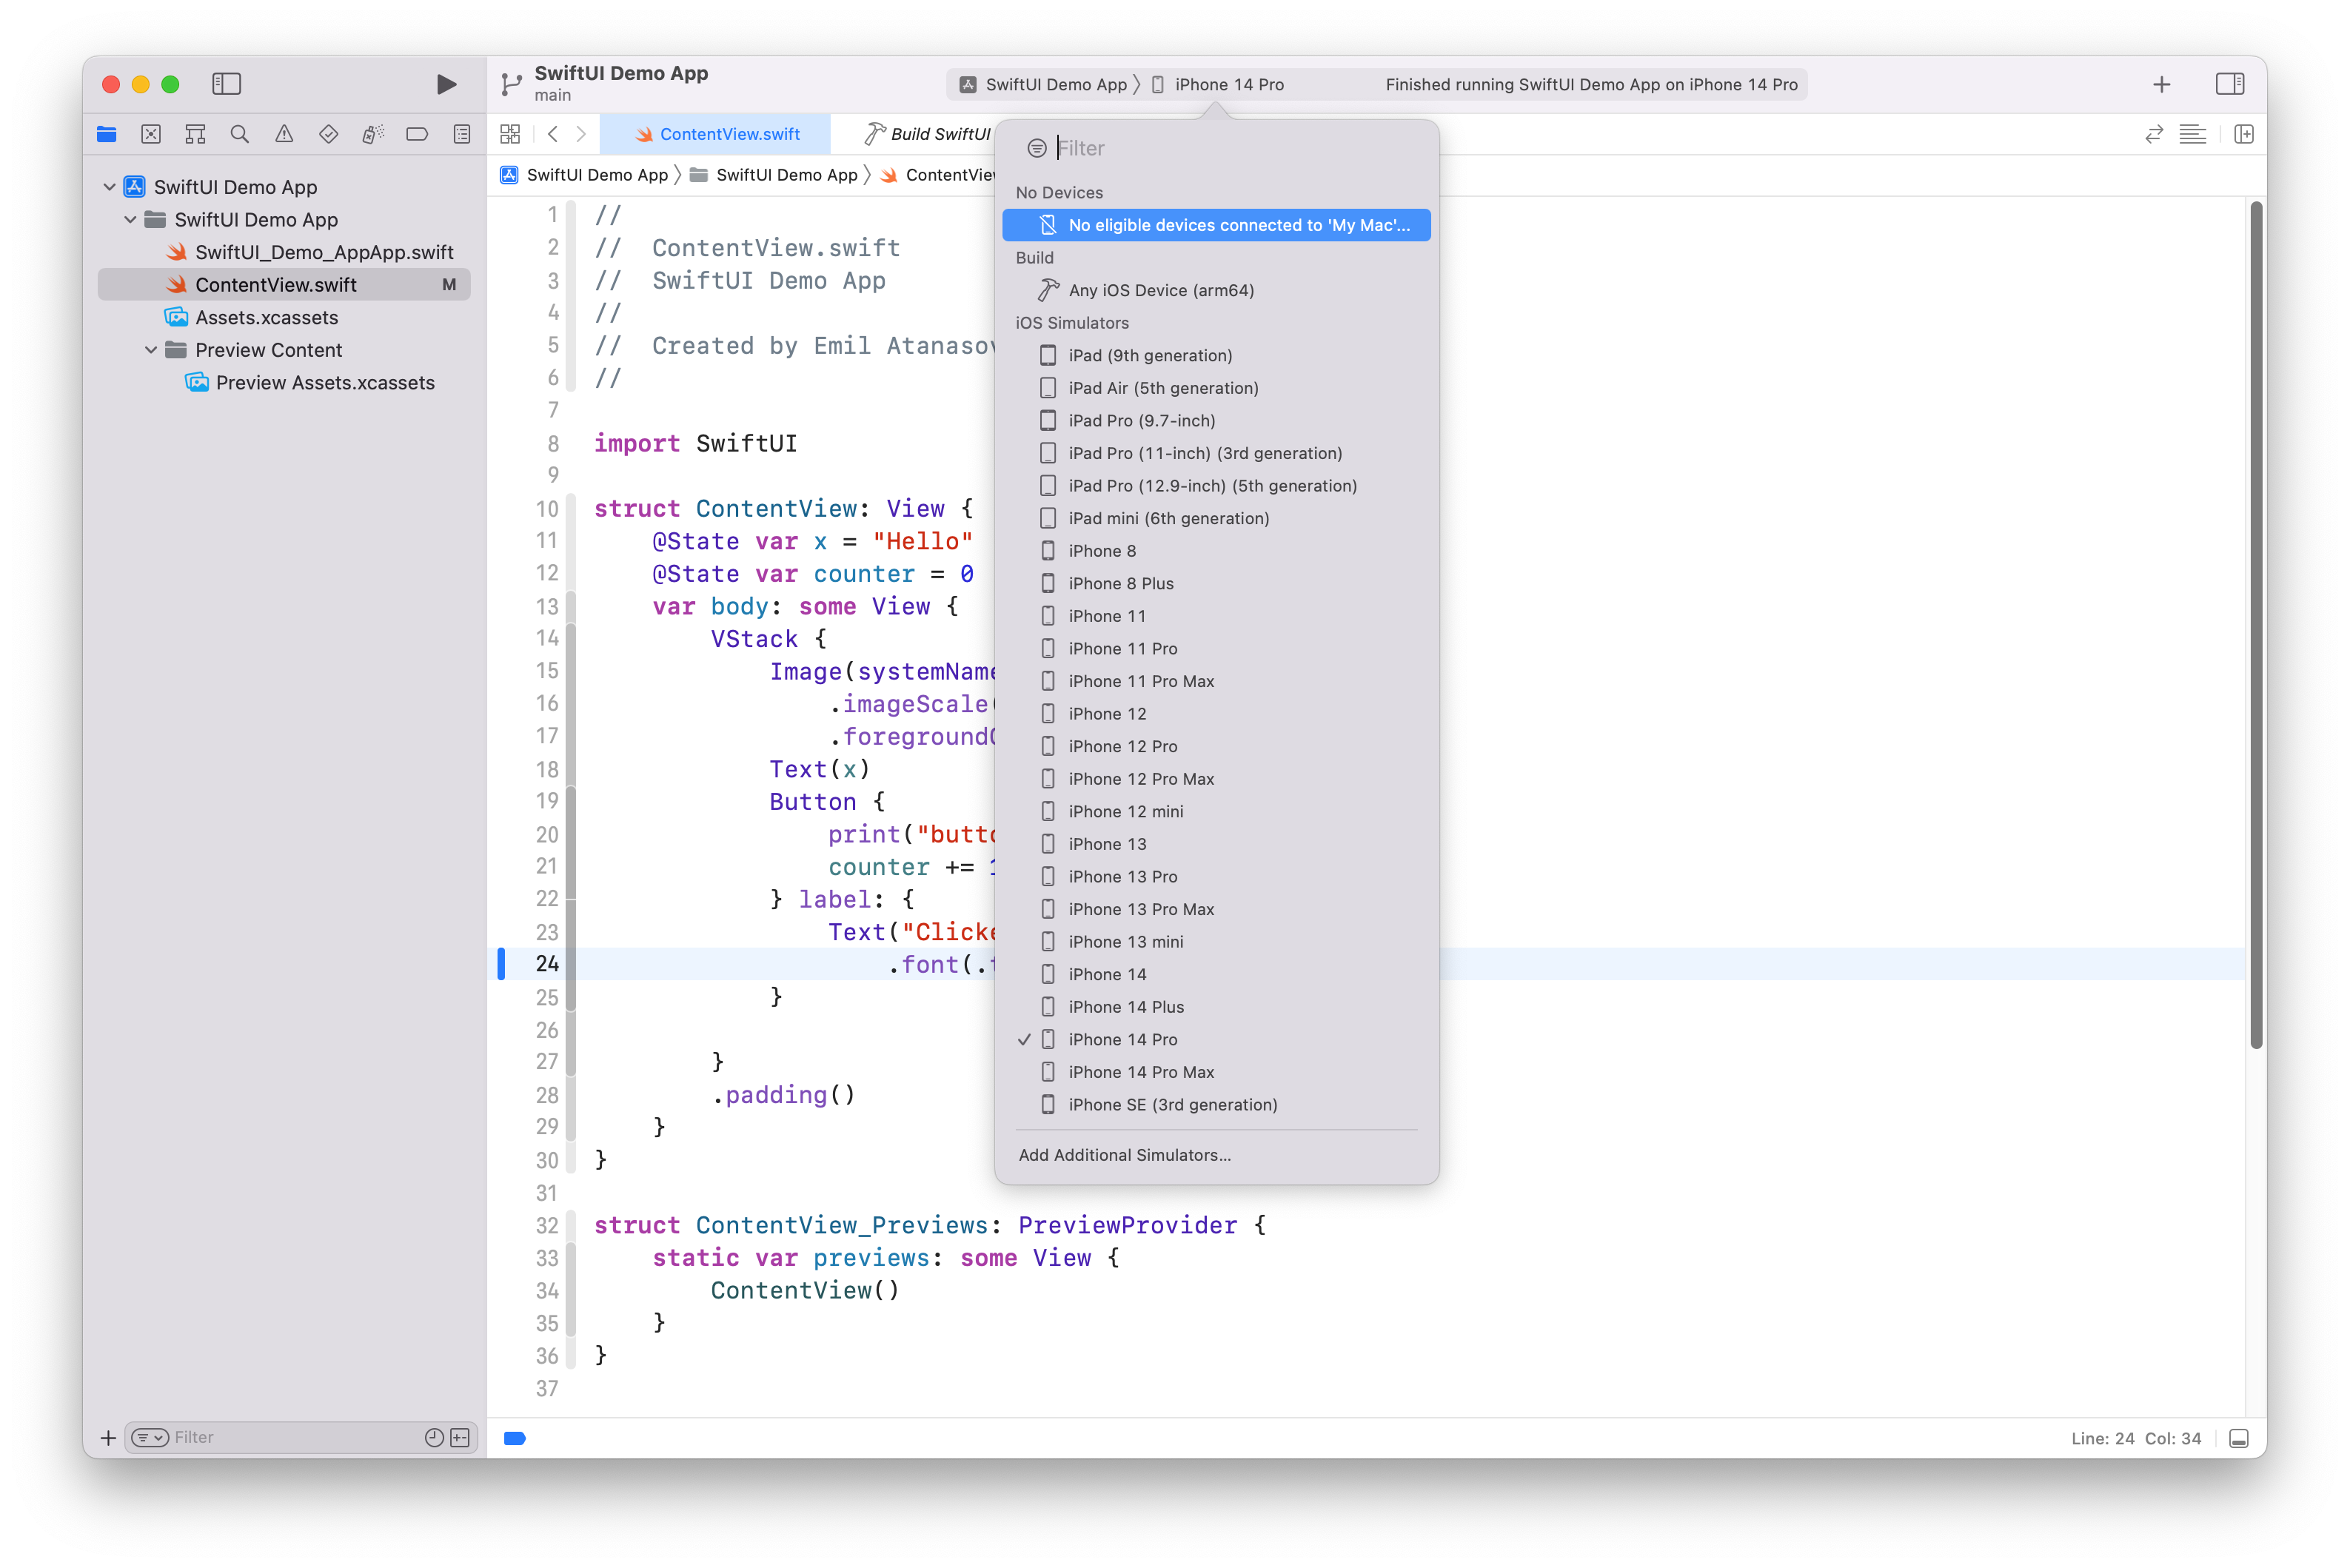 SwiftUI Demo App
main
SwiftUI Demo App
iPhone 14 Pro
Finished running SwiftUI Demo App on iPhone 14 Pro
ContentView.swift
Build SwiftUI
SwiftUI Demo App
SwiftUI Demo App
ContentView
SwiftUI Demo App
SwiftUI Demo App
SwiftUI_Demo_AppApp.swift
ContentView.swift M
Assets.xcassets
Preview Content
Preview Assets.xcassets
Filter
1 //
2 //  ContentView.swift
3 //  SwiftUI Demo App
4 //
5 //  Created by Emil Atanasov
6 //
7
8 import SwiftUI
9
10 struct ContentView: View {
11     @State var x = "Hello"
12     @State var counter = 0
13     var body: some View {
14         VStack {
15             Image(systemName
16                 .imageScale(
17                 .foregroundC
18             Text(x)
19             Button {
20                 print("butto
21                 counter += 1
22             } label: {
23                 Text("Clicke
24                     .font(.t
25             }
26
27         }
28         .padding()
29     }
30 }
31
32 struct ContentView_Previews: PreviewProvider {
33     static var previews: some View {
34         ContentView()
35     }
36 }
37
Filter
No Devices
No eligible devices connected to 'My Mac'...
Build
Any iOS Device (arm64)
iOS Simulators
iPad (9th generation)
iPad Air (5th generation)
iPad Pro (9.7-inch)
iPad Pro (11-inch) (3rd generation)
iPad Pro (12.9-inch) (5th generation)
iPad mini (6th generation)
iPhone 8
iPhone 8 Plus
iPhone 11
iPhone 11 Pro
iPhone 11 Pro Max
iPhone 12
iPhone 12 Pro
iPhone 12 Pro Max
iPhone 12 mini
iPhone 13
iPhone 13 Pro
iPhone 13 Pro Max
iPhone 13 mini
iPhone 14
iPhone 14 Plus
iPhone 14 Pro
iPhone 14 Pro Max
iPhone SE (3rd generation)
Add Additional Simulators...
Line: 24 Col: 34